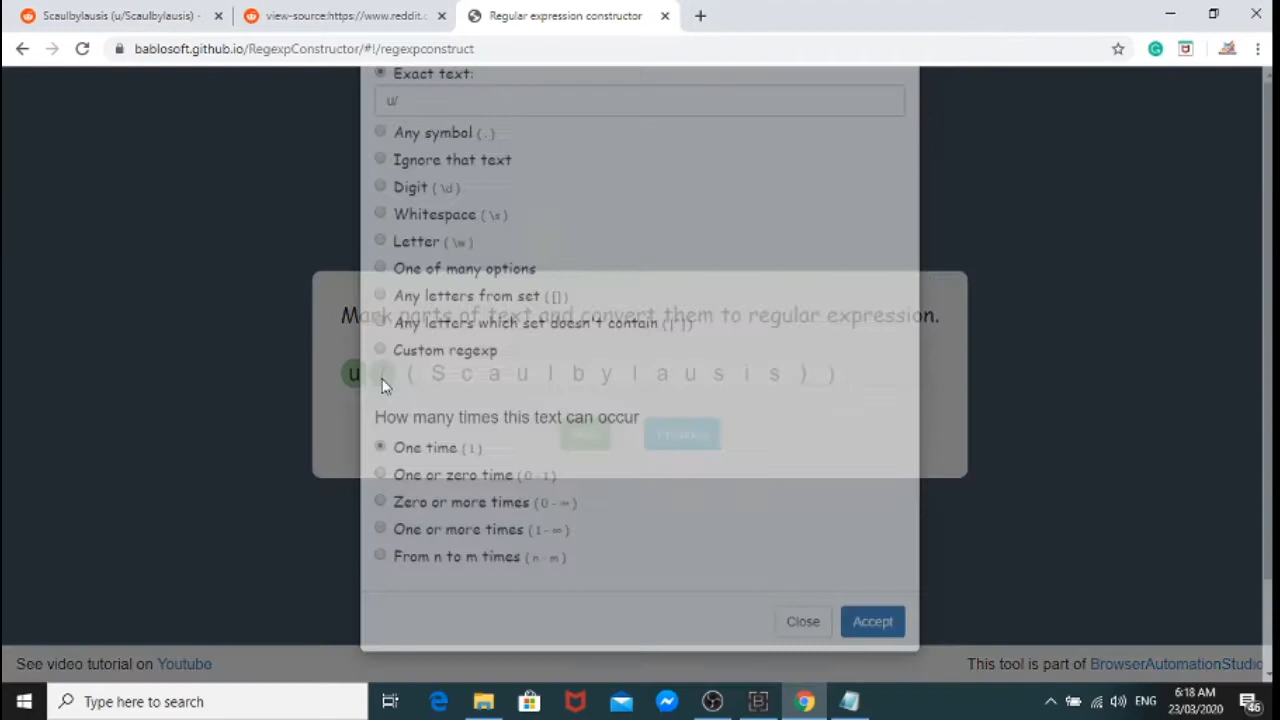 Scaulbylausis (u/Scaulbylausis) -
view-source:https://www.reddit.c
Regular expression constructor
bablosoft.github.io/RegexpConstructor/#!/regexpconstruct
Exact text:
u/
Any symbol ( . )
Ignore that text
Digit ( \d )
Whitespace ( \s )
Letter ( \w )
One of many options
Any letters from set ([])
Mark parts of text and convert them to regular expression.
Any letters which set doesn't contain ([^])
Custom regexp
u / ( S c a u l b y l a u s i s ) )
How many times this text can occur
One time ( 1 )
One or zero time ( 0 - 1 )
Zero or more times ( 0 - ∞ )
One or more times ( 1 - ∞ )
From n to m times ( n - m )
Close
Accept
See video tutorial on Youtube
This tool is part of BrowserAutomationStudio
Type here to search
ENG
6:18 AM
23/03/2020
46